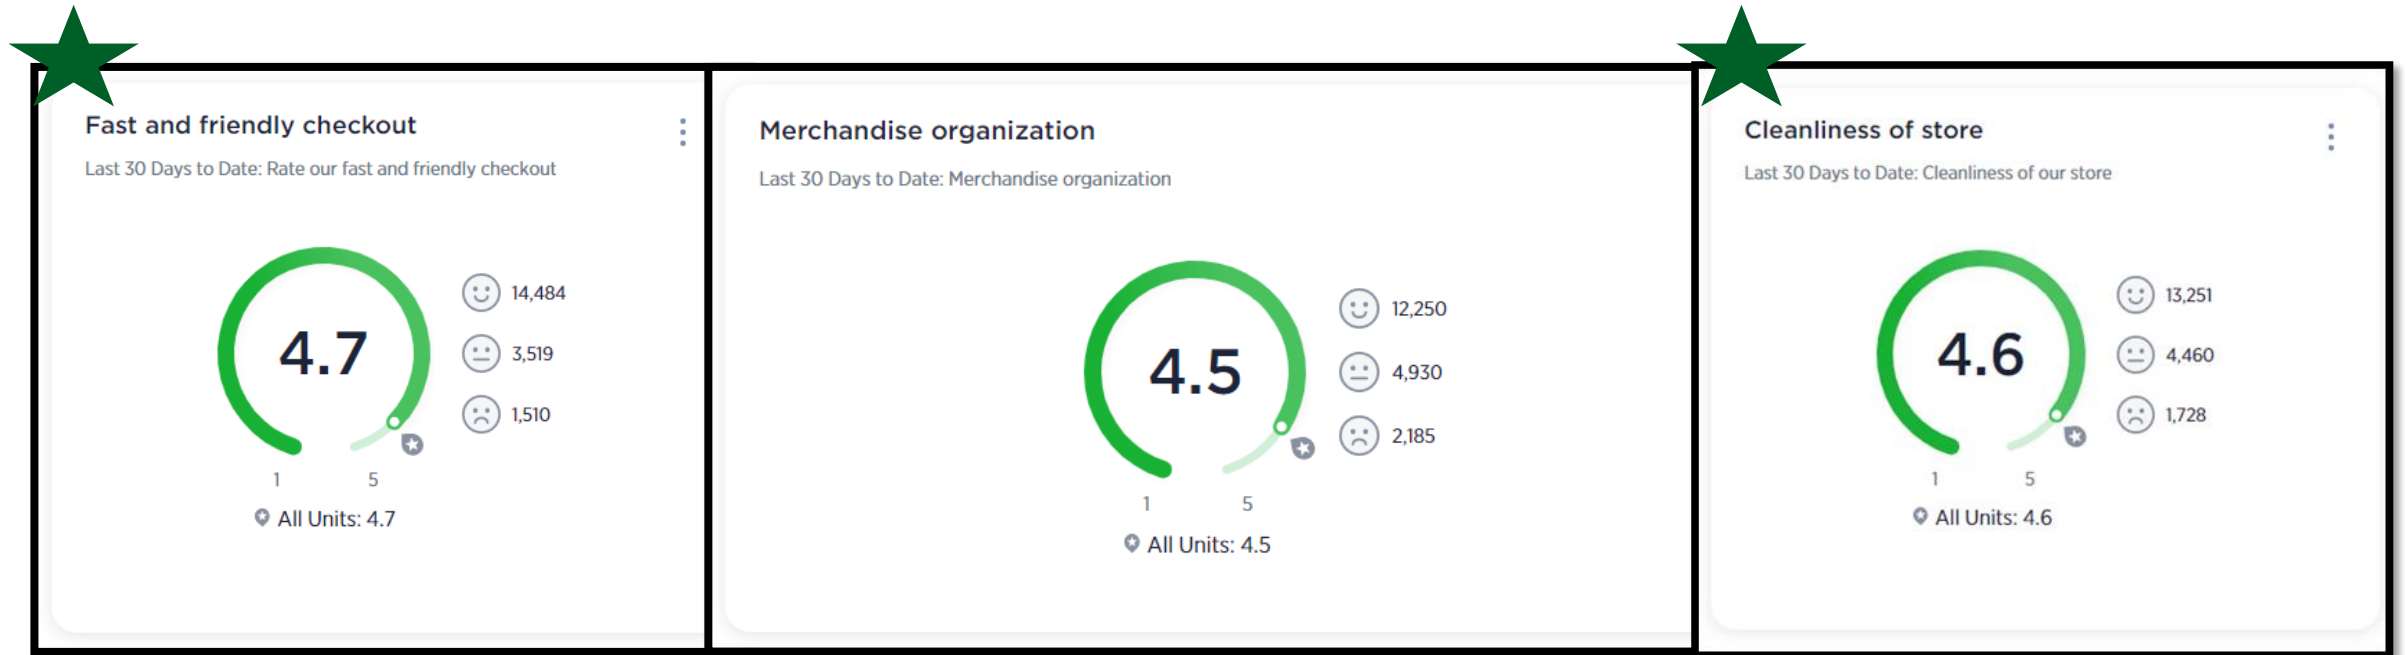 Fast and friendly checkout
Last 30 Days to Date: Rate our fast and friendly checkout
4.7
14,484
3,519
1,510
1
5
All Units: 4.7
Merchandise organization
Last 30 Days to Date: Merchandise organization
4.5
12,250
4,930
2,185
1
5
All Units: 4.5
Cleanliness of store
Last 30 Days to Date: Cleanliness of our store
4.6
13,251
4,460
1,728
1
5
All Units: 4.6